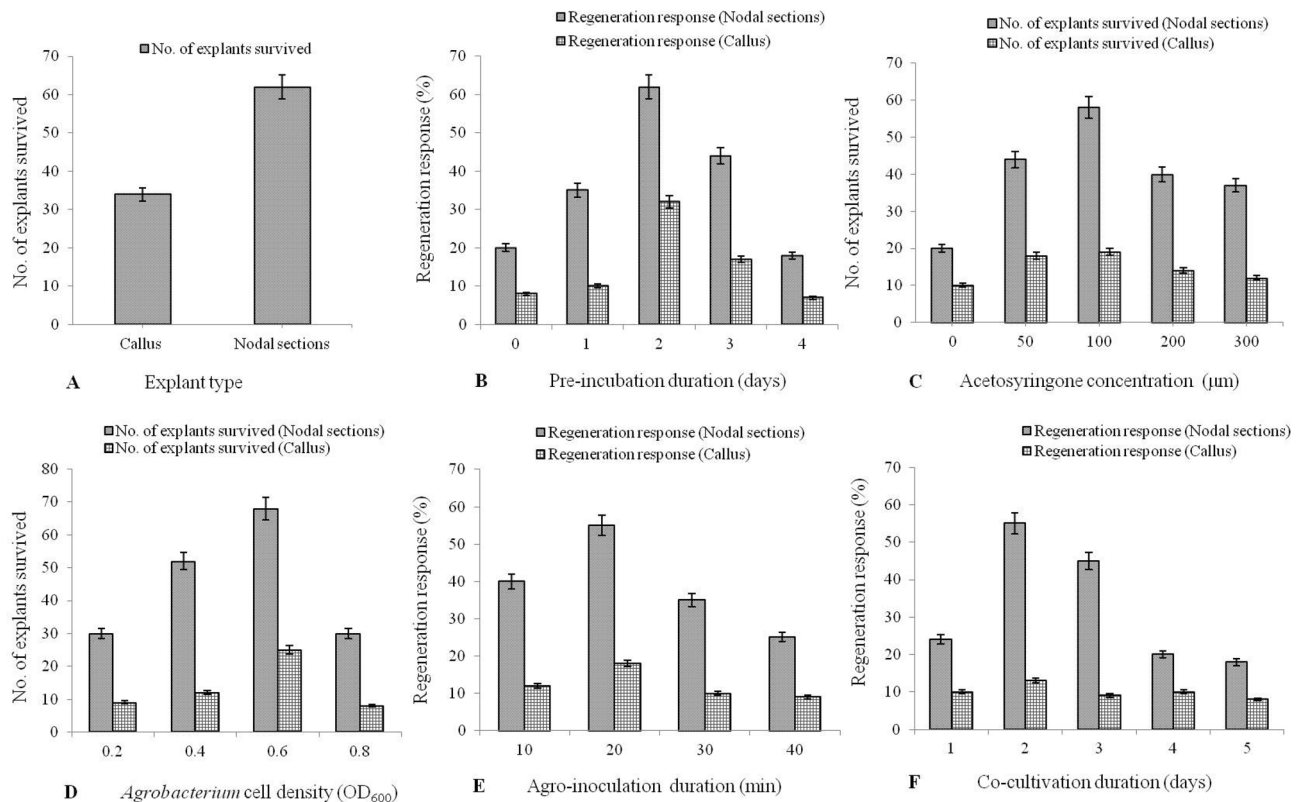 No. of explants survived
No. of explants survived
70
60
50
40
30
20
10
0
Callus Nodal sections
A Explant type
Regeneration response (Nodal sections)
Regeneration response (Callus)
Regeneration response (%)
70
60
50
40
30
20
10
0
0 1 2 3 4
B Pre-incubation duration (days)
No. of explants survived (Nodal sections)
No. of explants survived (Callus)
No. of explants survived
70
60
50
40
30
20
10
0
0 50 100 200 300
C Acetosyringone concentration (μm)
No. of explants survived (Nodal sections)
No. of explants survived (Callus)
No. of explants survived
80
70
60
50
40
30
20
10
0
0.2 0.4 0.6 0.8
D Agrobacterium cell density (OD600)
Regeneration response (Nodal sections)
Regeneration response (Callus)
Regeneration response (%)
70
60
50
40
30
20
10
0
10 20 30 40
E Agro-inoculation duration (min)
Regeneration response (Nodal sections)
Regeneration response (Callus)
Regeneration response (%)
70
60
50
40
30
20
10
0
1 2 3 4 5
F Co-cultivation duration (days)